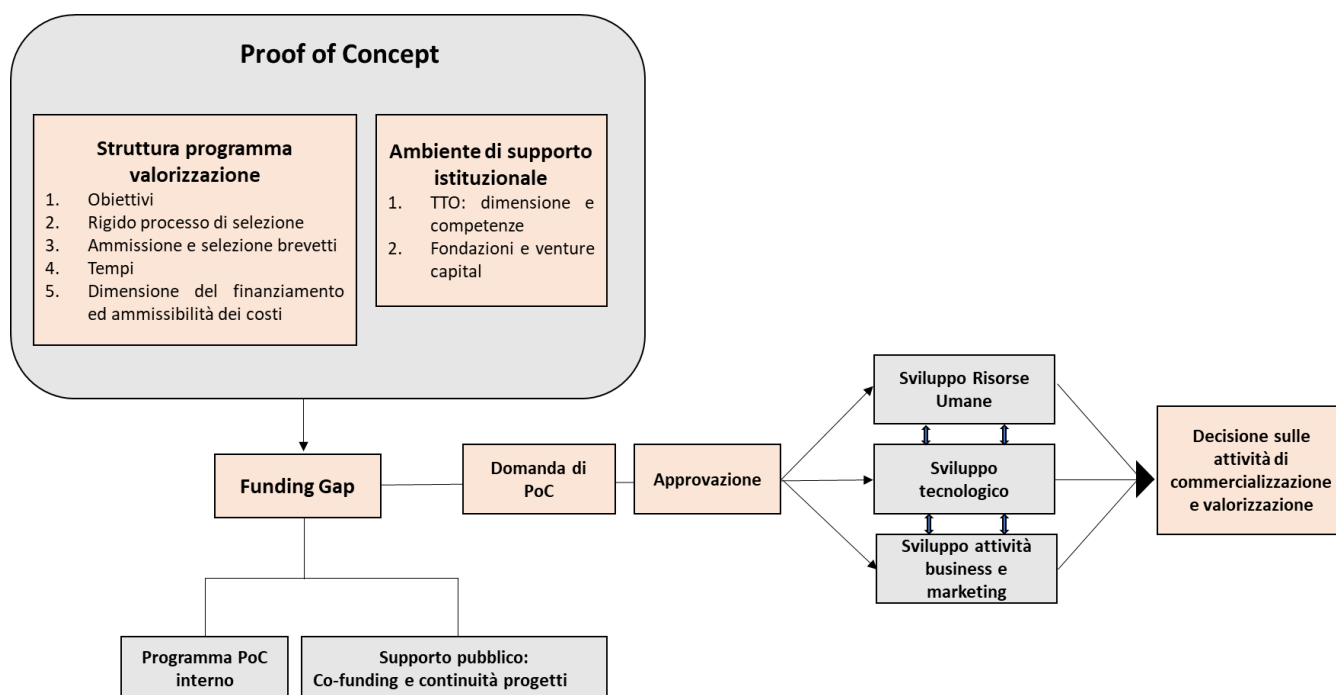 Proof of Concept
Struttura programma
valorizzazione
1. Obiettivi
2. Rigido processo di selezione
3. Ammissione e selezione brevetti
4. Tempi
5. Dimensione del finanziamento
ed ammissibilità dei costi
Ambiente di supporto
istituzionale
1. TTO: dimensione e
competenze
2. Fondazioni e venture
capital
Funding Gap
Domanda di
PoC
Approvazione
Sviluppo Risorse
Umane
Sviluppo
tecnologico
Sviluppo attività
business e
marketing
Decisione sulle
attività di
commercializzazione
e valorizzazione
Programma PoC
interno
Supporto pubblico:
Co-funding e continuità progetti